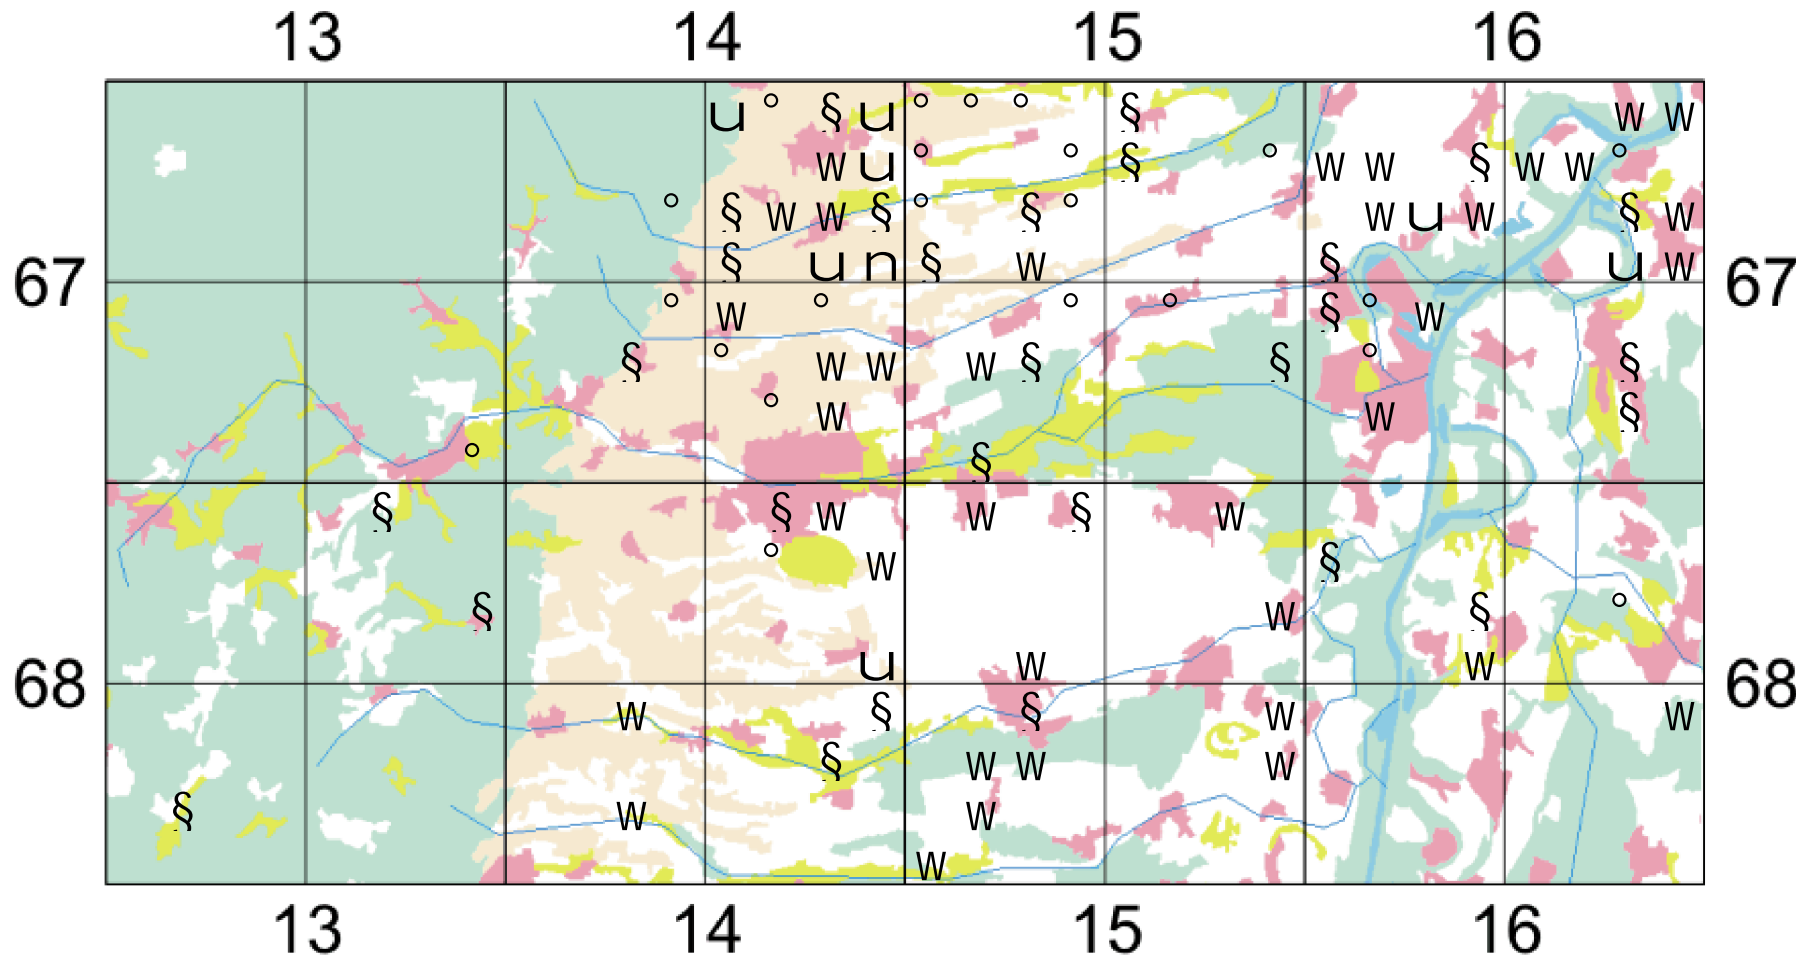 13 14 15 16
u § u § W W
W u § W W § W W
§ W W § § W u W § W
§ u n § W § u W
67 67
W § W
§ W W W § § §
W W §
§
§ § W W § W
W §
§ W §
u W W
68 68
W § § W W
§ W W W
§ W W
W
13 14 15 16